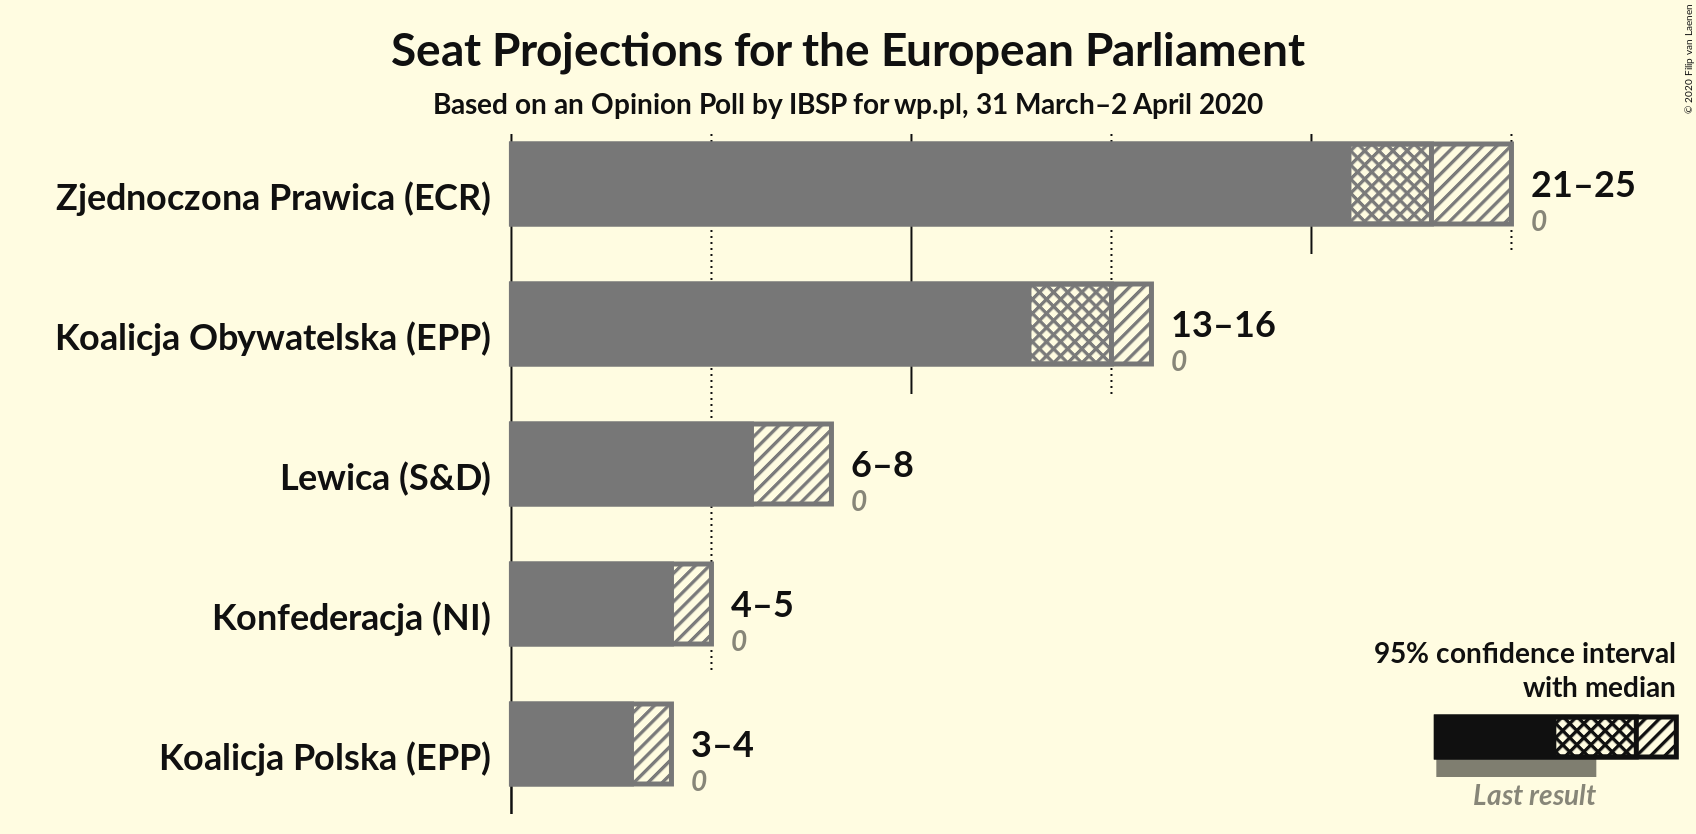 Seat Projections for the European Parliament
Based on an Opinion Poll by IBSP for wp.pl, 31 March–2 April 2020
© 2020 Filip van Laenen
Zjednoczona Prawica (ECR)
21–25
0
Koalicja Obywatelska (EPP)
13–16
0
Lewica (S&D)
6–8
0
Konfederacja (NI)
4–5
0
Koalicja Polska (EPP)
3–4
0
95% confidence interval
with median
Last result